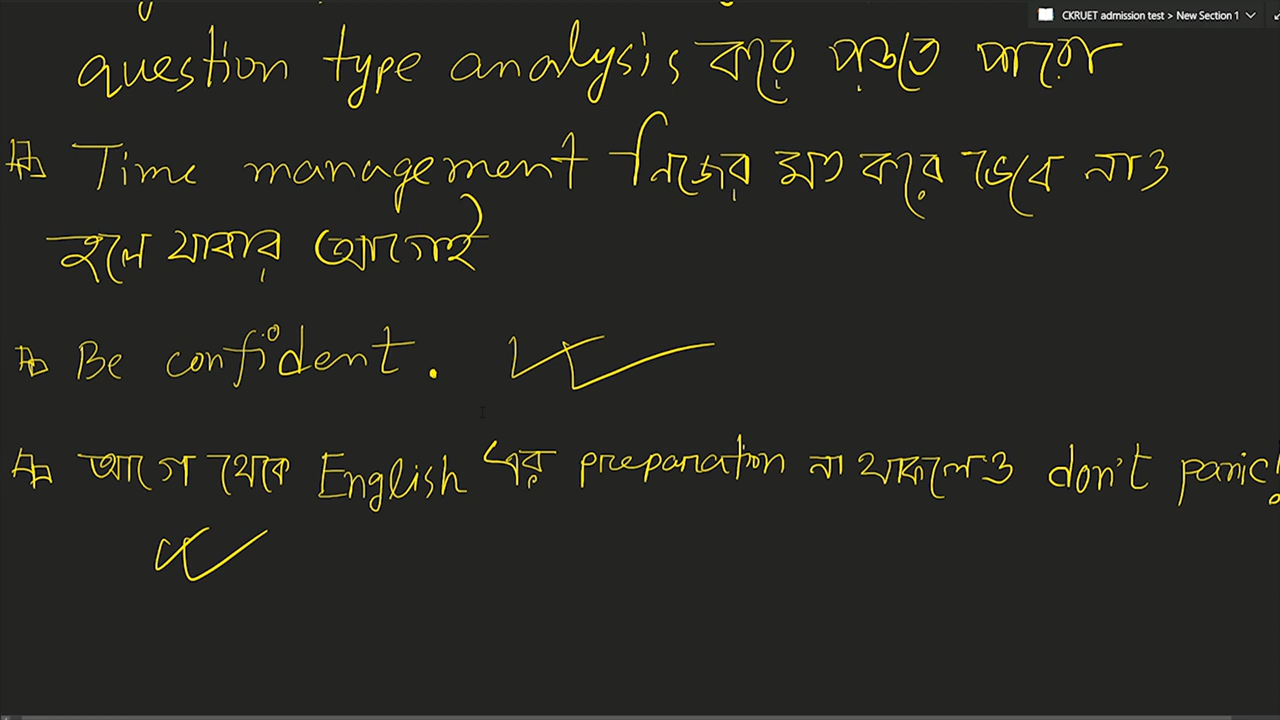 CKRUET admission test > New Section 1
question type analysis করে পড়তে পারো
Time management নিজের মত করে ভেবে নাও
হলে যাবার আগেই
Be confident.
আগে থেকে English এর preparation না থাকলেও don't panic!